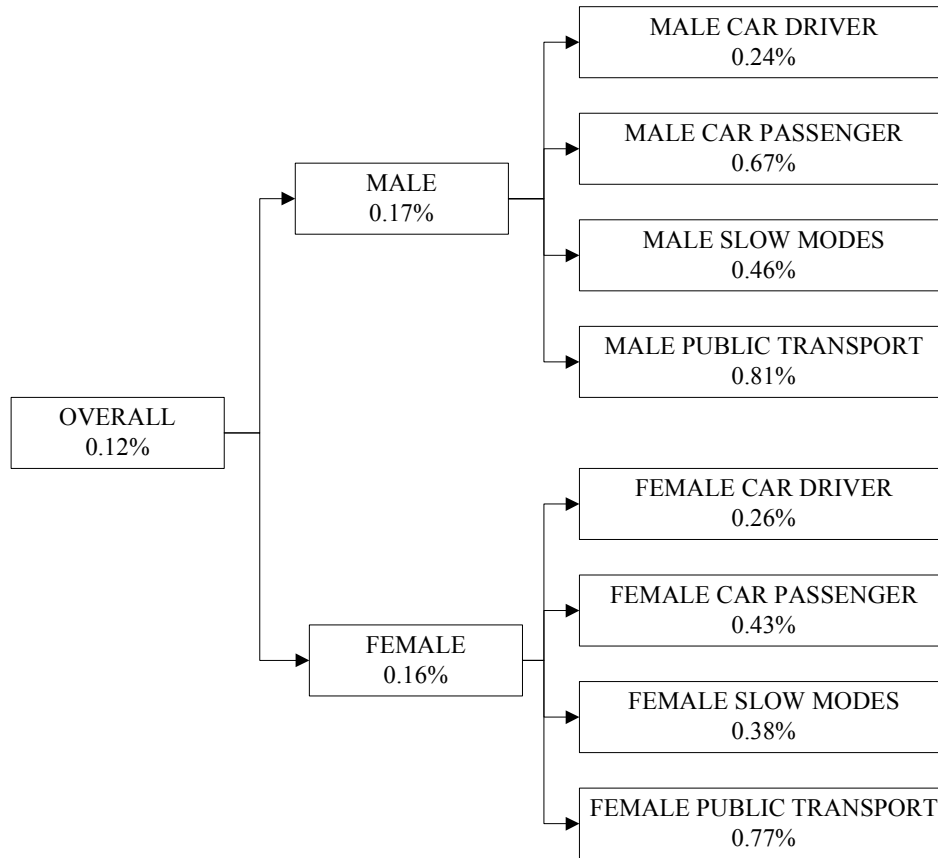 MALE CAR DRIVER
0.24%
MALE CAR PASSENGER
0.67%
MALE
0.17%
MALE SLOW MODES
0.46%
MALE PUBLIC TRANSPORT
0.81%
OVERALL
0.12%
FEMALE CAR DRIVER
0.26%
FEMALE CAR PASSENGER
0.43%
FEMALE
0.16%
FEMALE SLOW MODES
0.38%
FEMALE PUBLIC TRANSPORT
0.77%